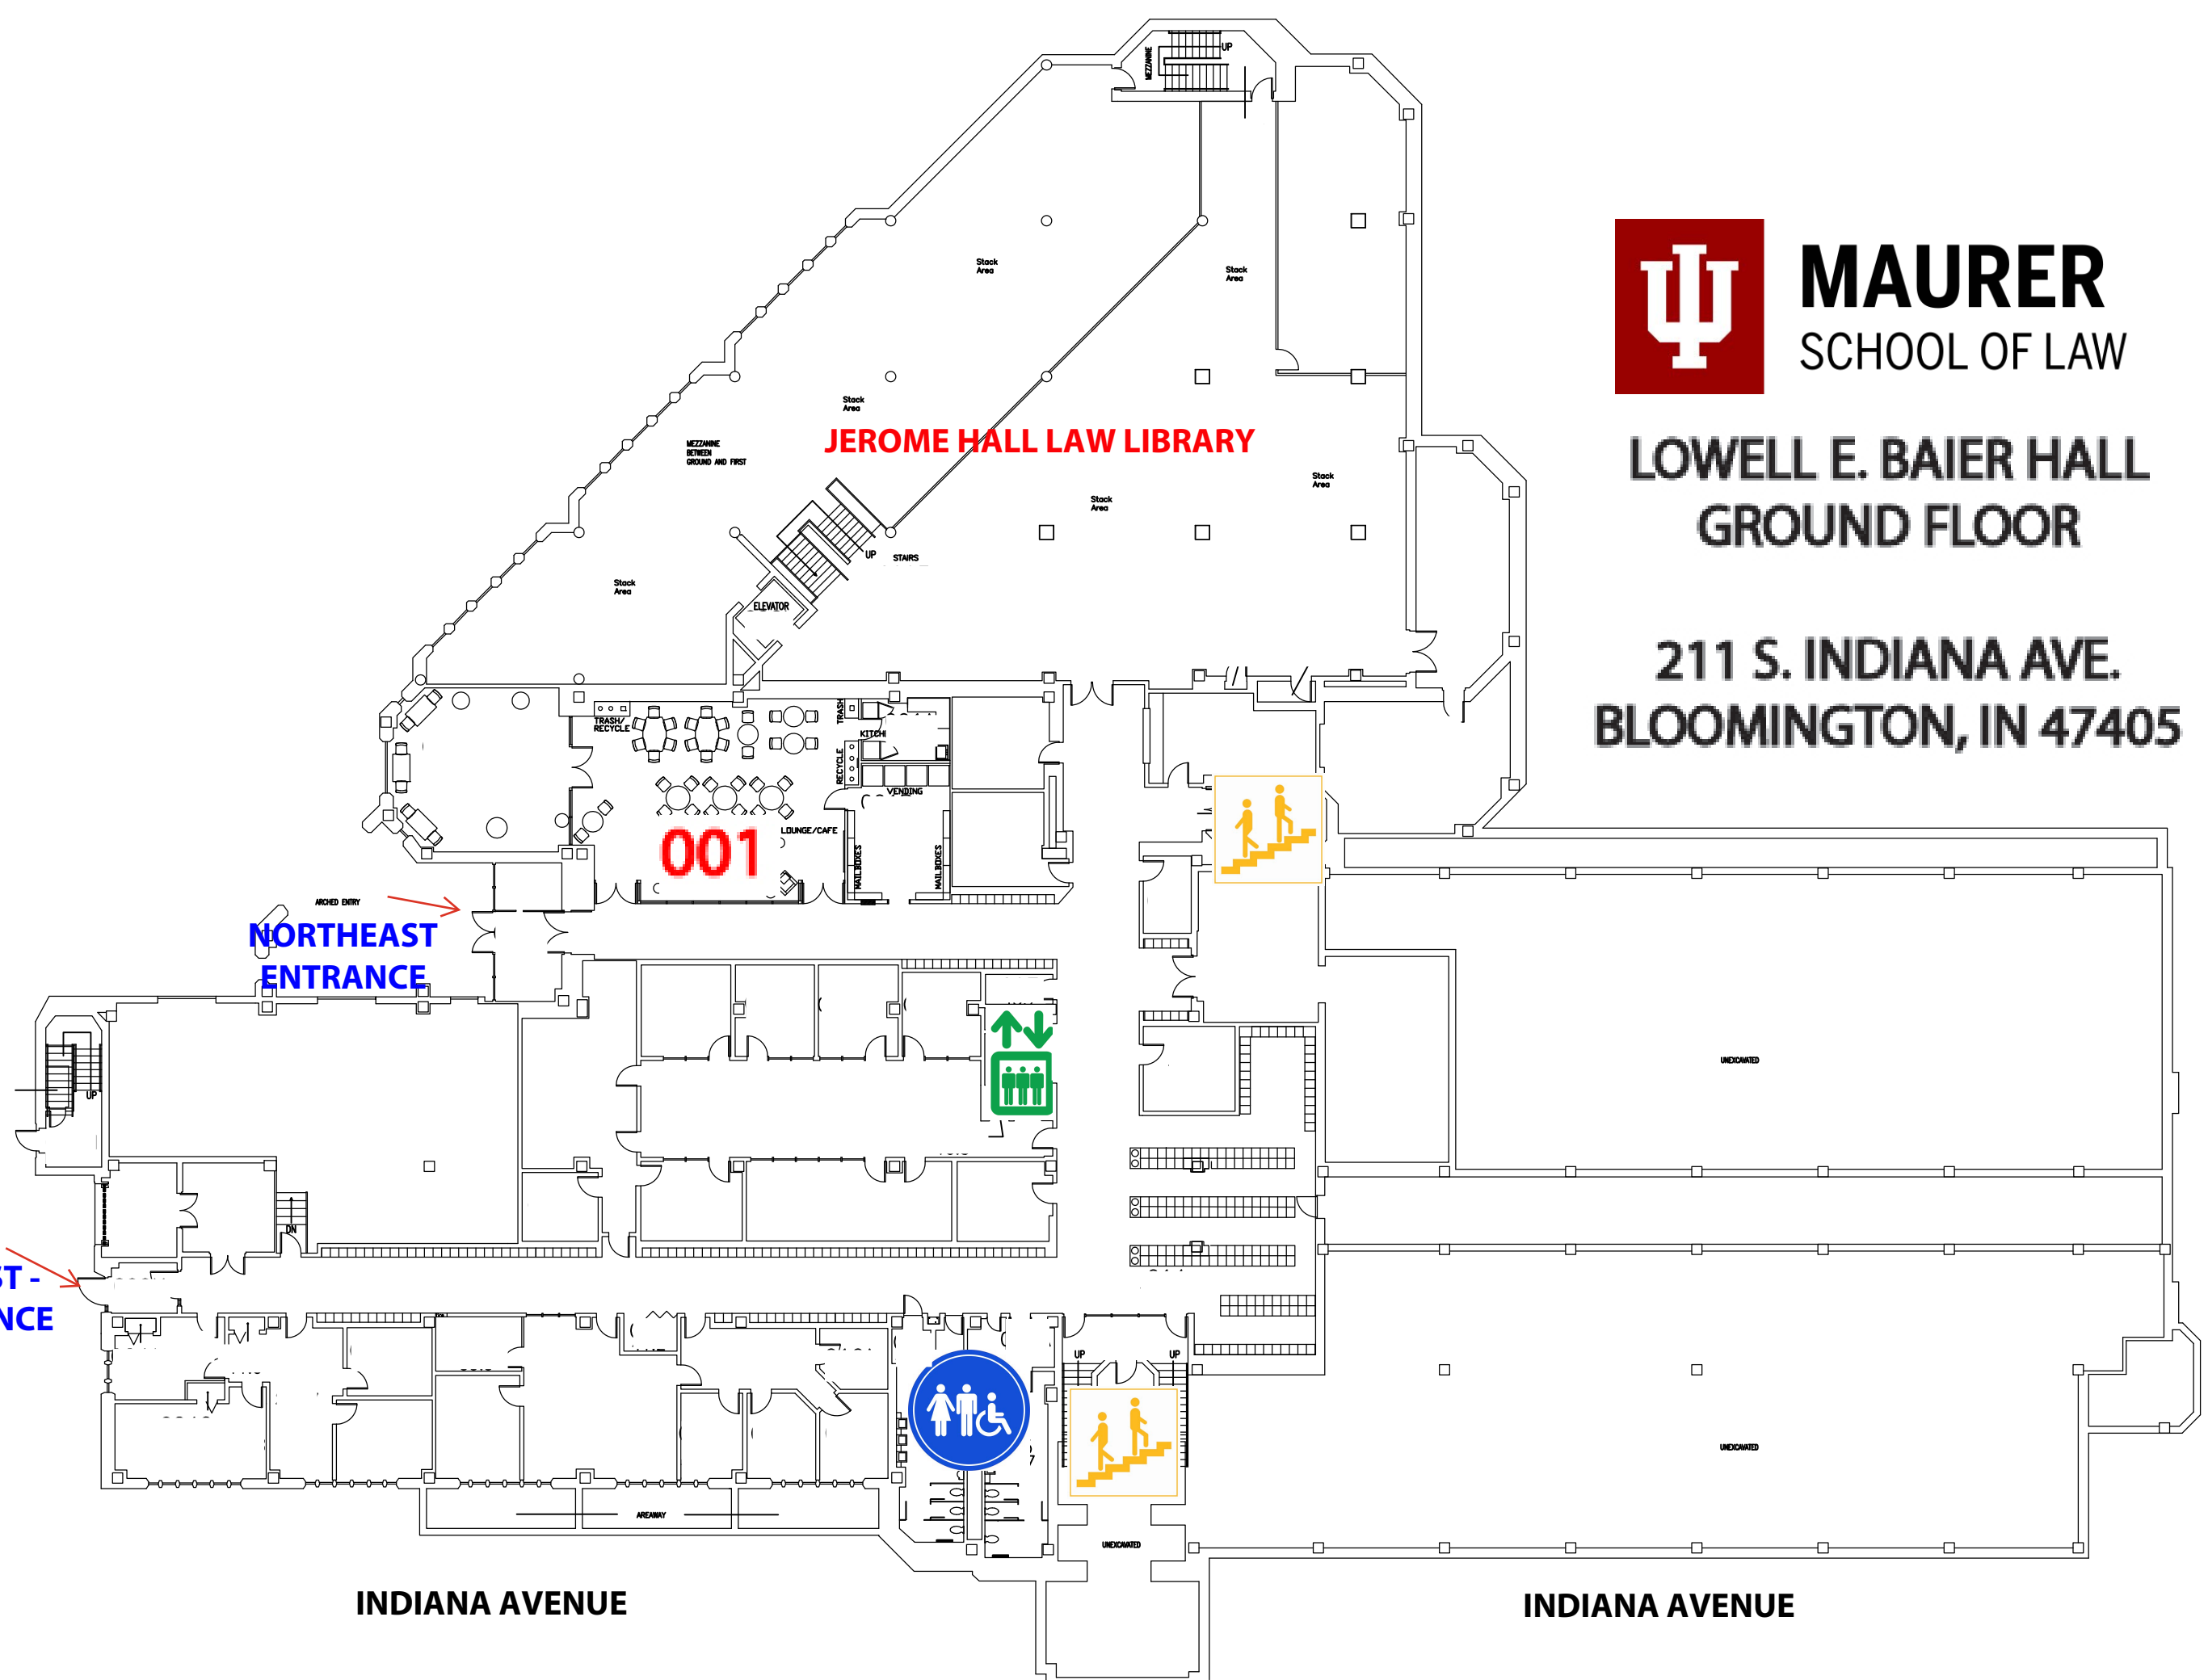 UP
MEZZANINE
MAURER
SCHOOL OF LAW
LOWELL E. BAIER HALL
GROUND FLOOR
211 S. INDIANA AVE.
BLOOMINGTON, IN 47405
Stack
Area
Stack
Area
Stack
Area
JEROME HALL LAW LIBRARY
MEZZANINE
BETWEEN
GROUND AND FIRST
Stack
Area
Stack
Area
UP
STAIRS
Stack
Area
ELEVATOR
TRASH/
RECYCLE
TRASH
RECYCLE
VENDING
LOUNGE/CAFE
001
MAILBOXES
MAILBOXES
ARCHED ENTRY
NORTHEAST
ENTRANCE
UP
UNEXCAVATED
DN
UP
UP
UNEXCAVATED
AREAWAY
UNEXCAVATED
INDIANA AVENUE
INDIANA AVENUE